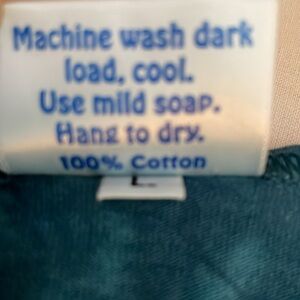 Machine wash dark
load, cool.
Use mild soap.
Hang to dry.
100% Cotton
L